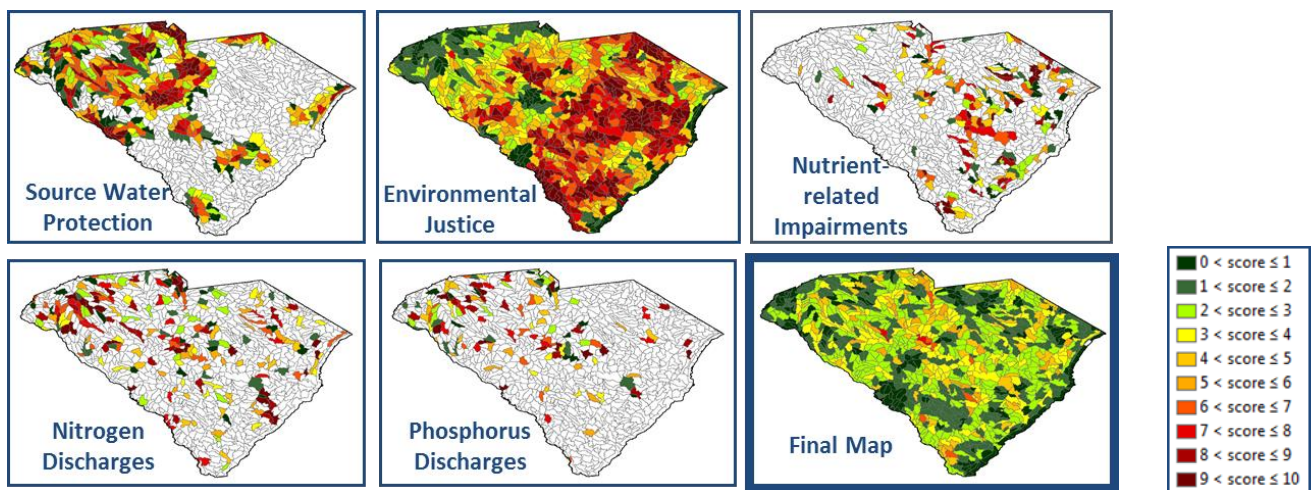 Source Water
Protection
Environmental
Justice
Nutrient-
related
Impairments
Nitrogen
Discharges
Phosphorus
Discharges
Final Map
0 < score ≤ 1
1 < score ≤ 2
2 < score ≤ 3
3 < score ≤ 4
4 < score ≤ 5
5 < score ≤ 6
6 < score ≤ 7
7 < score ≤ 8
8 < score ≤ 9
9 < score ≤ 10